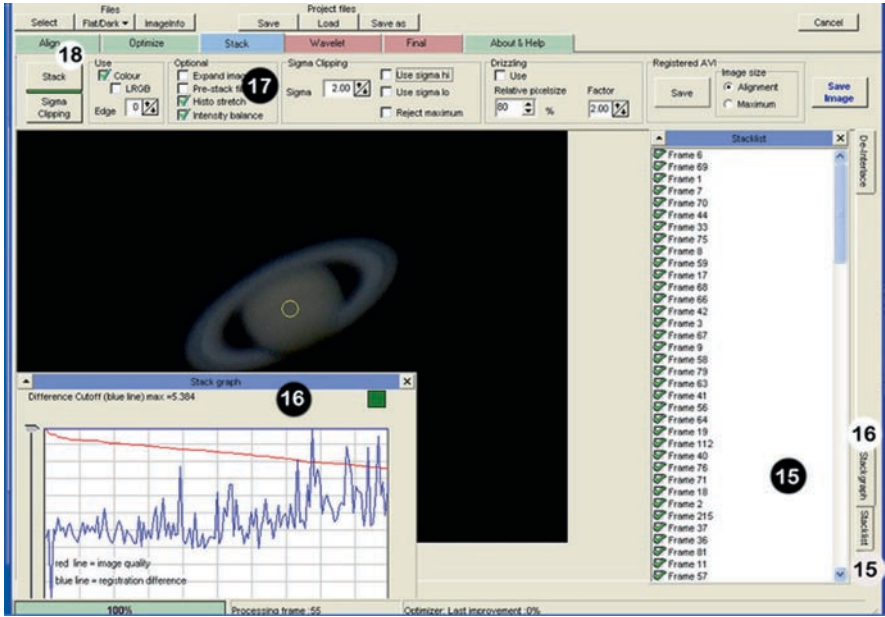 Files
Project files
Select Flat/Dark ImageInfo Save Load Save as Cancel
Align Optimize Stack Wavelet Final About & Help
18
Stack
Sigma Clipping
Use
Colour
LRGB
Edge 0
Optional
Expand image
Pre-stack
Histo stretch
Intensity balance
17
Sigma Clipping
Sigma 2.00
Use sigma hi
Use sigma lo
Reject maximum
Drizzling
Use
Relative pixelsize
80 %
Factor
2.00
Registered AVI
Save
Image size
Alignment
Maximum
Save Image
Stacklist
Frame 6
Frame 69
Frame 1
Frame 7
Frame 70
Frame 44
Frame 33
Frame 75
Frame 8
Frame 59
Frame 17
Frame 68
Frame 66
Frame 42
Frame 3
Frame 67
Frame 9
Frame 58
Frame 79
Frame 63
Frame 41
Frame 56
Frame 64
Frame 19
Frame 112
Frame 40
Frame 76
Frame 71
Frame 18
Frame 2
Frame 215
Frame 37
Frame 36
Frame 81
Frame 11
Frame 57
15
De-Interlace
16
Stackgraph
Stacklist
15
Stack graph
16
Difference Cutoff (blue line) max =5.384
red line = image quality
blue line = registration difference
100%
Processing frame :55
Optimizer: Last improvement :0%